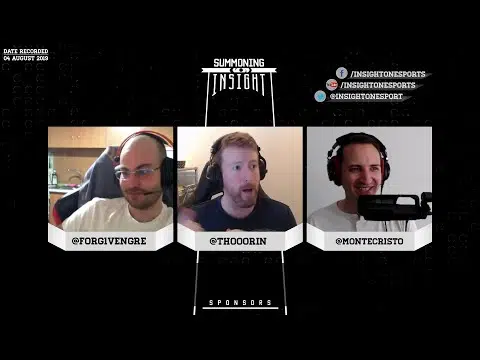 DATE RECORDED
04 AUGUST 2019
SUMMONING
INSIGHT
/INSIGHTONESPORTS
/INSIGHTONESPORTS
@INSIGHTONESPORT
@FORGIVENGRE
@THOOORIN
@MONTECRISTO
SPONSORS